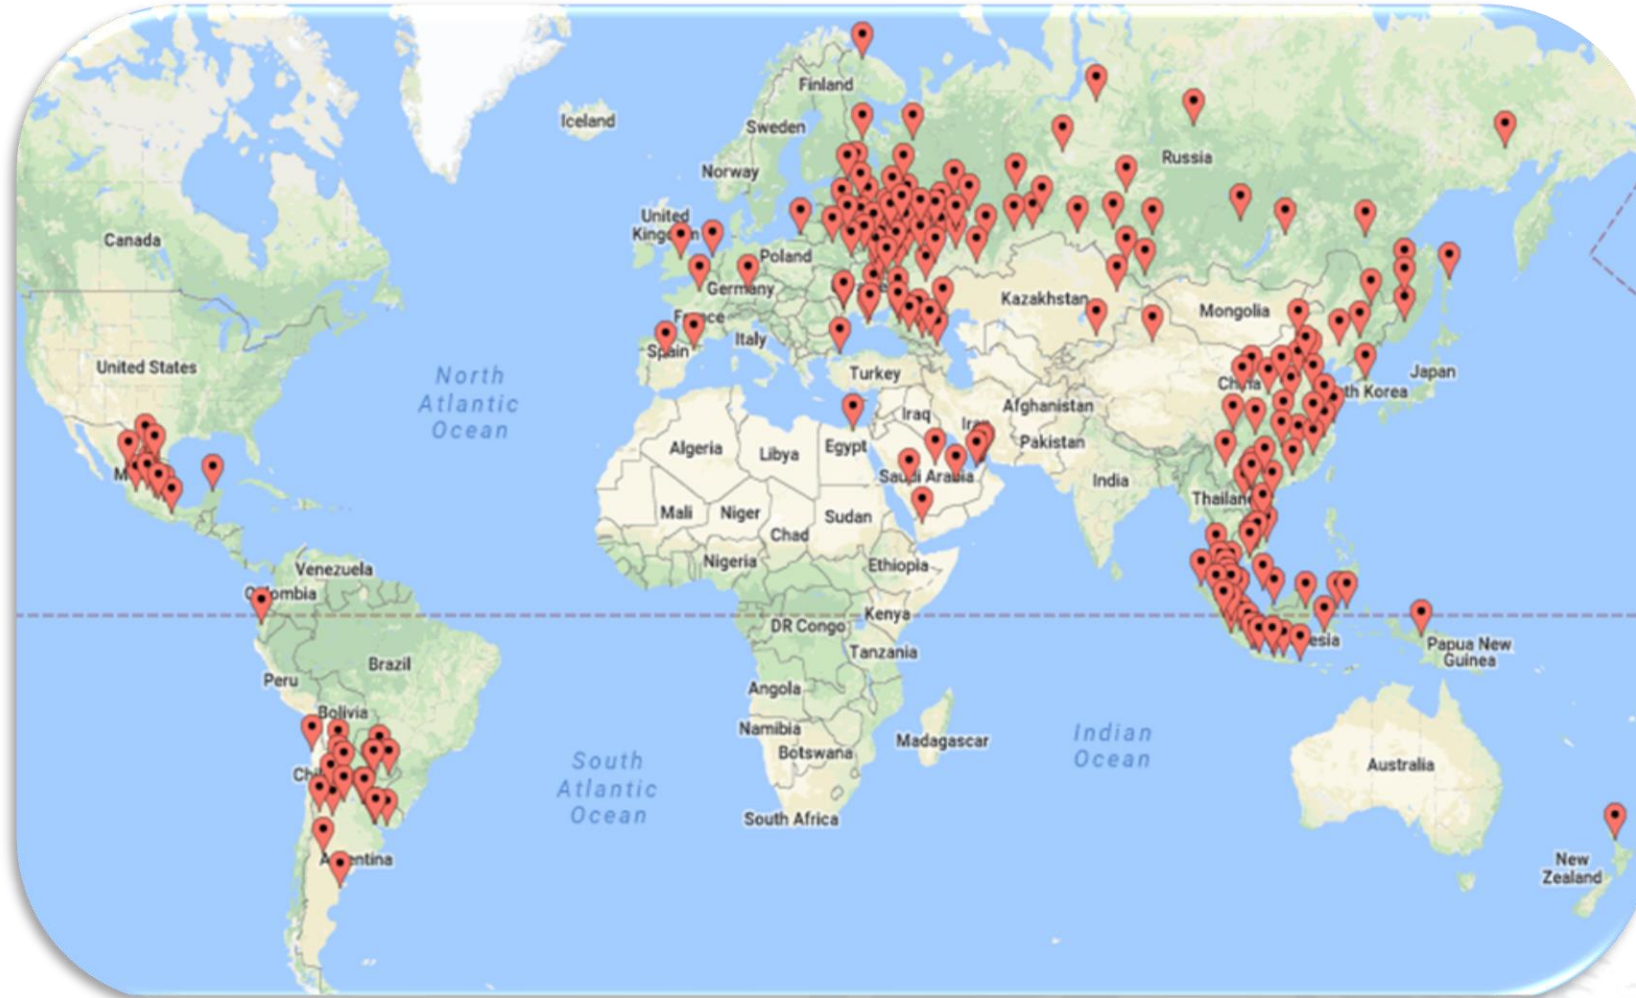 Finland
Iceland
Sweden
Russia
Norway
United
Canada
Poland
Germany
Kazakhstan
Mongolia
Italy
Spain
United States
North
Atlantic
Ocean
Turkey
Japan
th Korea
Afghanistan
Iraq
Algeria
Libya
Egypt
Pakistan
Saudi Arabia
India
Mali
Niger
Sudan
Chad
Nigeria
Ethiopia
Venezuela
Kenya
DR Congo
Tanzania
Papua New
Guinea
Brazil
Peru
Angola
Bolivia
Namibia
Botswana
Madagascar
Indian
Ocean
South
Atlantic
Ocean
Australia
South Africa
New
Zealand